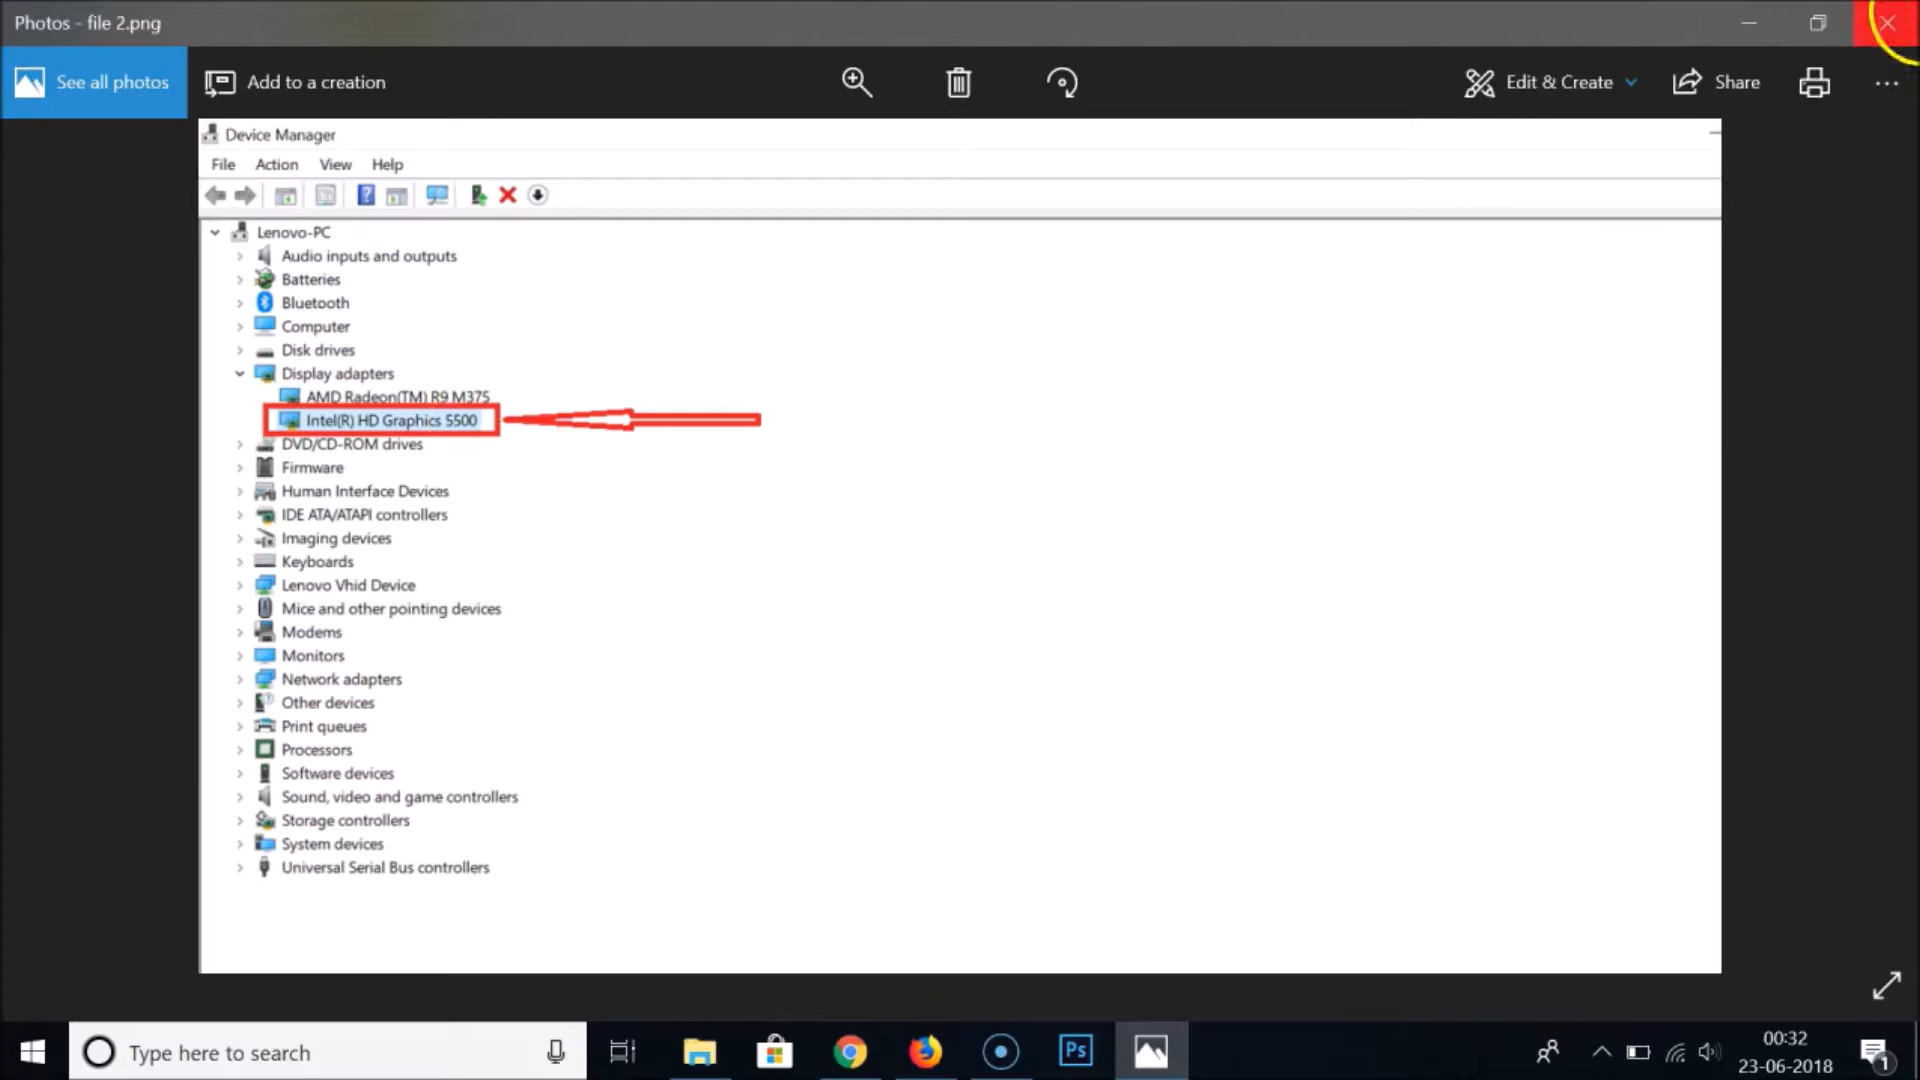 Photos - file 2.png
See all photos
Add to a creation
Edit & Create
Share
Device Manager
File Action View Help
Lenovo-PC
Audio inputs and outputs
Batteries
Bluetooth
Computer
Disk drives
Display adapters
AMD Radeon(TM) R9 M375
Intel(R) HD Graphics 5500
DVD/CD-ROM drives
Firmware
Human Interface Devices
IDE ATA/ATAPI controllers
Imaging devices
Keyboards
Lenovo Vhid Device
Mice and other pointing devices
Modems
Monitors
Network adapters
Other devices
Print queues
Processors
Software devices
Sound, video and game controllers
Storage controllers
System devices
Universal Serial Bus controllers
Type here to search
Ps
00:32
23-06-2018
1